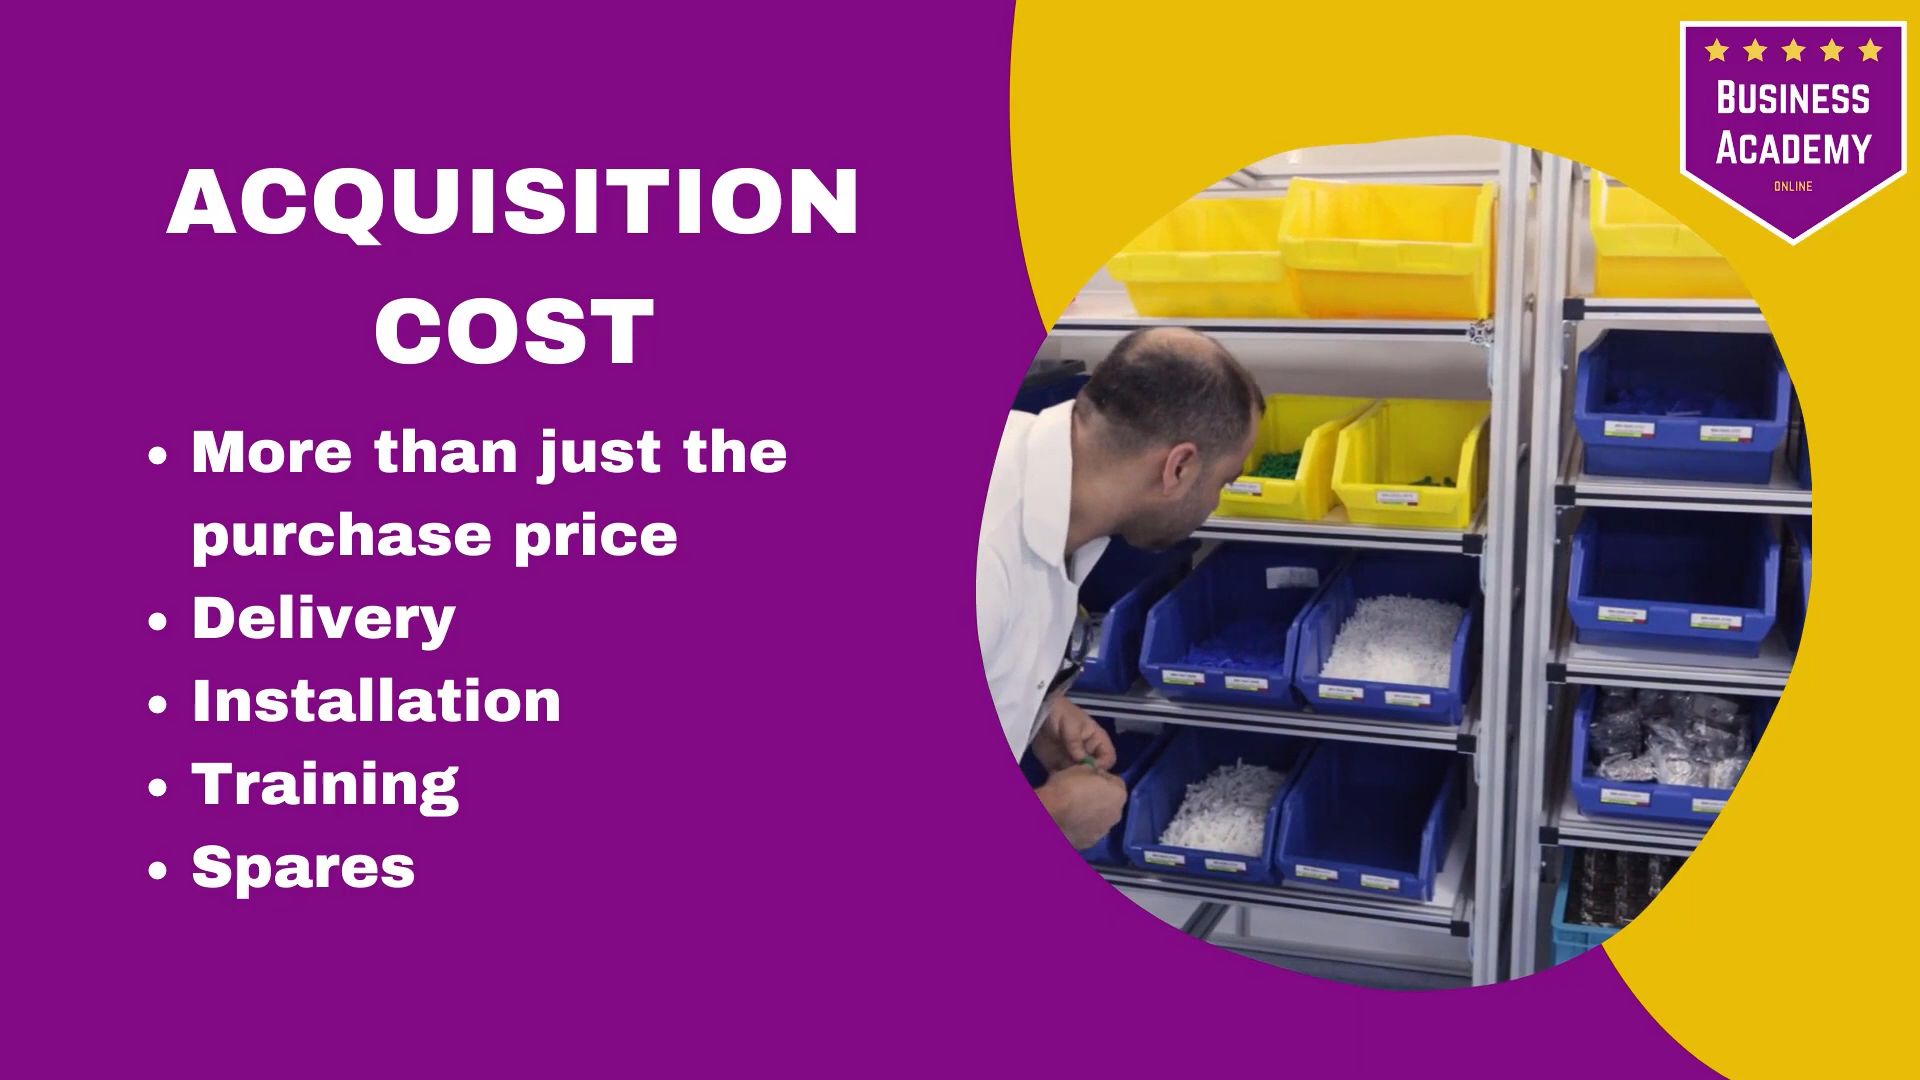 ACQUISITION
COST
• More than just the
purchase price
• Delivery
• Installation
• Training
• Spares
BUSINESS
ACADEMY
ONLINE